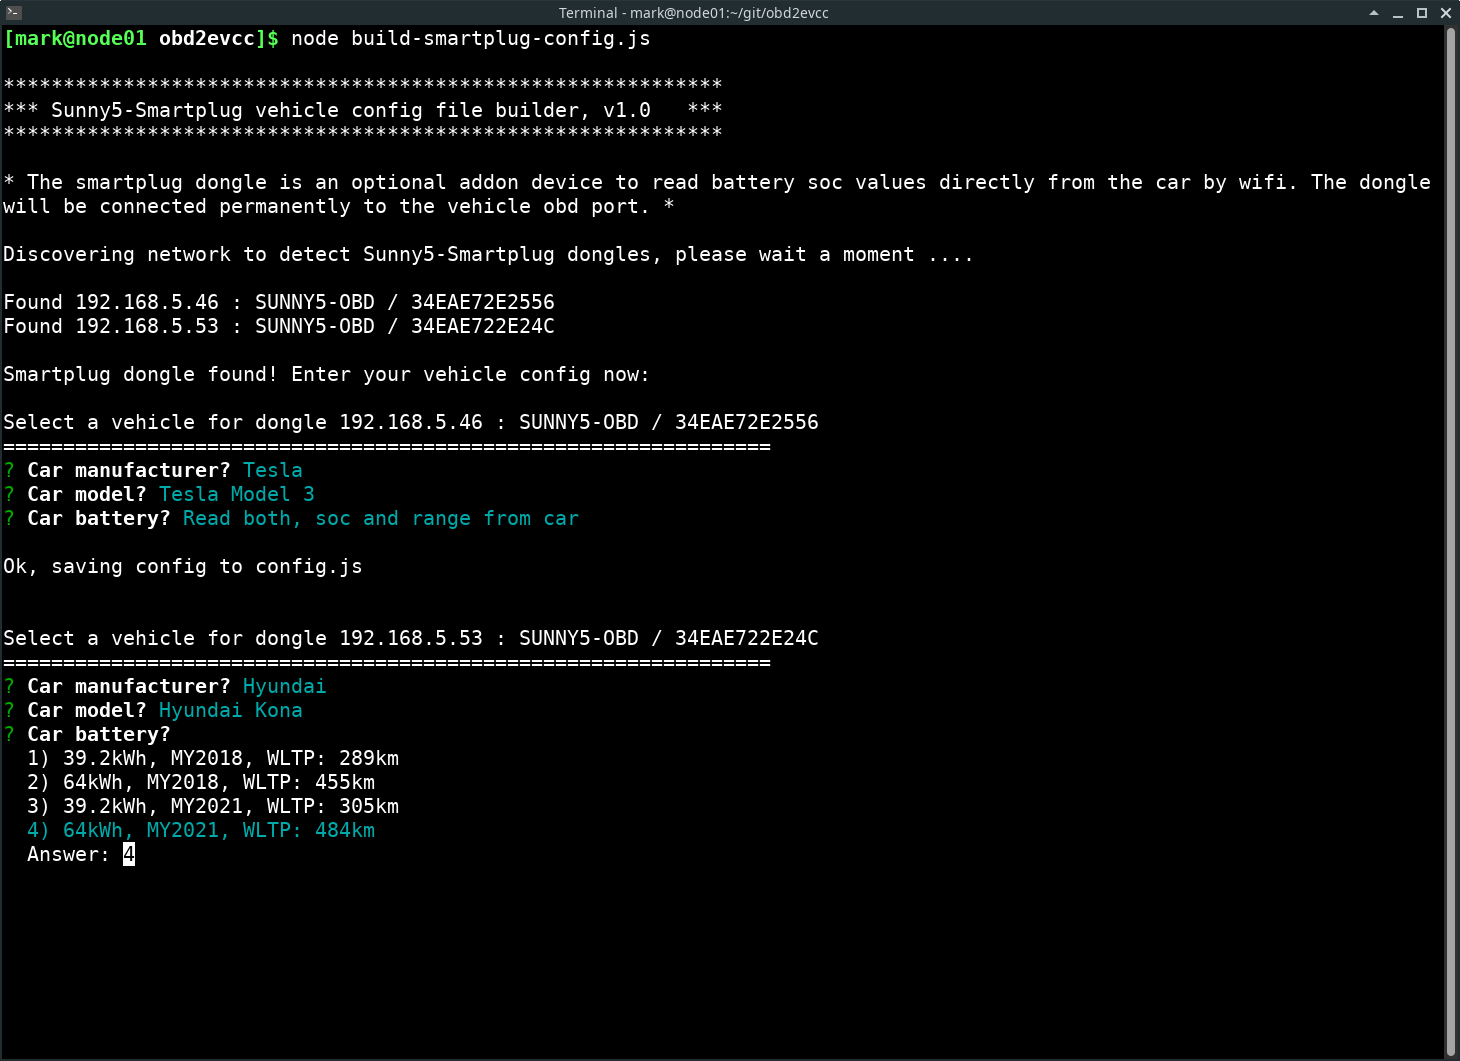 Terminal - mark@node01:~/git/obd2evcc
[mark@node01 obd2evcc]$ node build-smartplug-config.js
************************************************************
*** Sunny5-Smartplug vehicle config file builder, v1.0   ***
************************************************************
* The smartplug dongle is an optional addon device to read battery soc values directly from the car by wifi. The dongle
will be connected permanently to the vehicle obd port. *
Discovering network to detect Sunny5-Smartplug dongles, please wait a moment ....
Found 192.168.5.46 : SUNNY5-OBD / 34EAE72E2556
Found 192.168.5.53 : SUNNY5-OBD / 34EAE722E24C
Smartplug dongle found! Enter your vehicle config now:
Select a vehicle for dongle 192.168.5.46 : SUNNY5-OBD / 34EAE72E2556
================================================================
? Car manufacturer? Tesla
? Car model? Tesla Model 3
? Car battery? Read both, soc and range from car
Ok, saving config to config.js
Select a vehicle for dongle 192.168.5.53 : SUNNY5-OBD / 34EAE722E24C
================================================================
? Car manufacturer? Hyundai
? Car model? Hyundai Kona
? Car battery?
1) 39.2kWh, MY2018, WLTP: 289km
2) 64kWh, MY2018, WLTP: 455km
3) 39.2kWh, MY2021, WLTP: 305km
4) 64kWh, MY2021, WLTP: 484km
Answer: 4